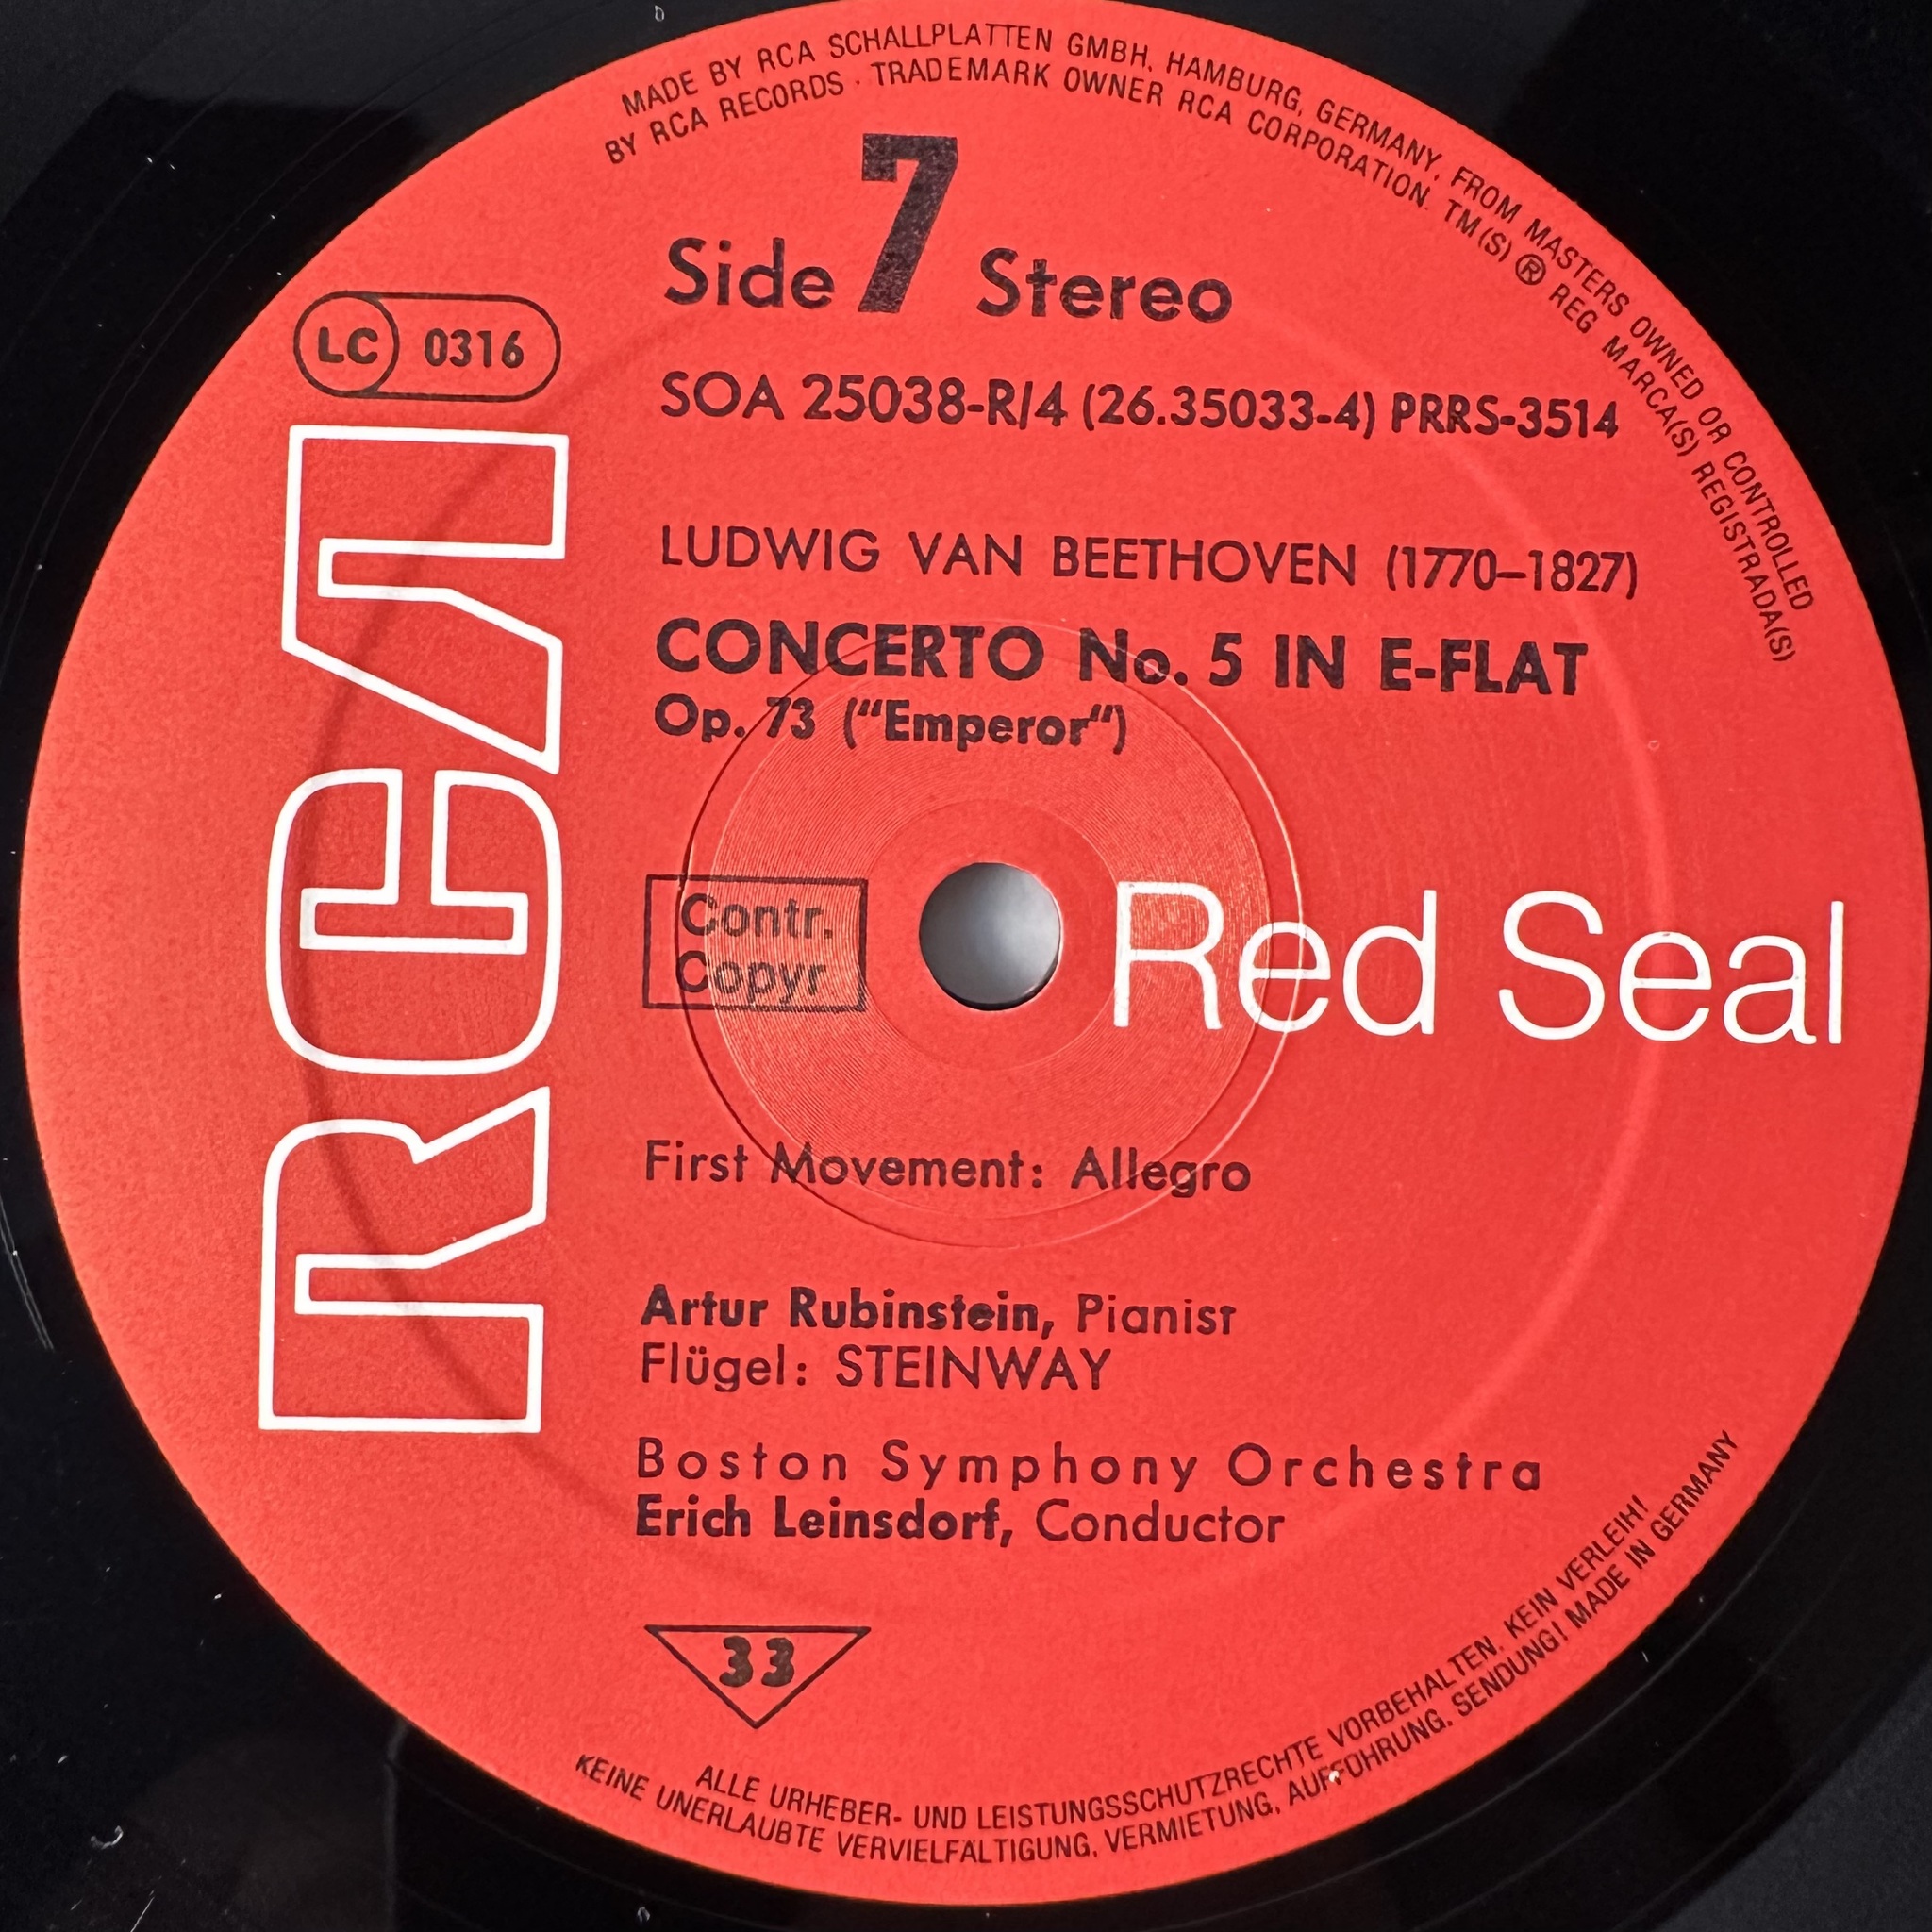 MADE BY RCA SCHALLPLATTEN GMBH, HAMBURG, GERMANY, FROM MASTERS OWNED OR CONTROLLED
BY RCA RECORDS · TRADEMARK OWNER RCA CORPORATION. TM(S) ® REG MARCA(S) REGISTRADA(S)
Side 7 Stereo
LC 0316
SOA 25038-R/4 (26.35033-4) PRRS-3514
RCA
LUDWIG VAN BEETHOVEN (1770–1827)
CONCERTO No. 5 IN E-FLAT
Op. 73 (“Emperor“)
Contr.
Copyr
Red Seal
First Movement: Allegro
Artur Rubinstein, Pianist
Flügel: STEINWAY
Boston Symphony Orchestra
Erich Leinsdorf, Conductor
33
ALLE URHEBER- UND LEISTUNGSSCHUTZRECHTE VORBEHALTEN. KEIN VERLEIH!
KEINE UNERLAUBTE VERVIELFÄLTIGUNG, VERMIETUNG, AUFFÜHRUNG, SENDUNG! MADE IN GERMANY